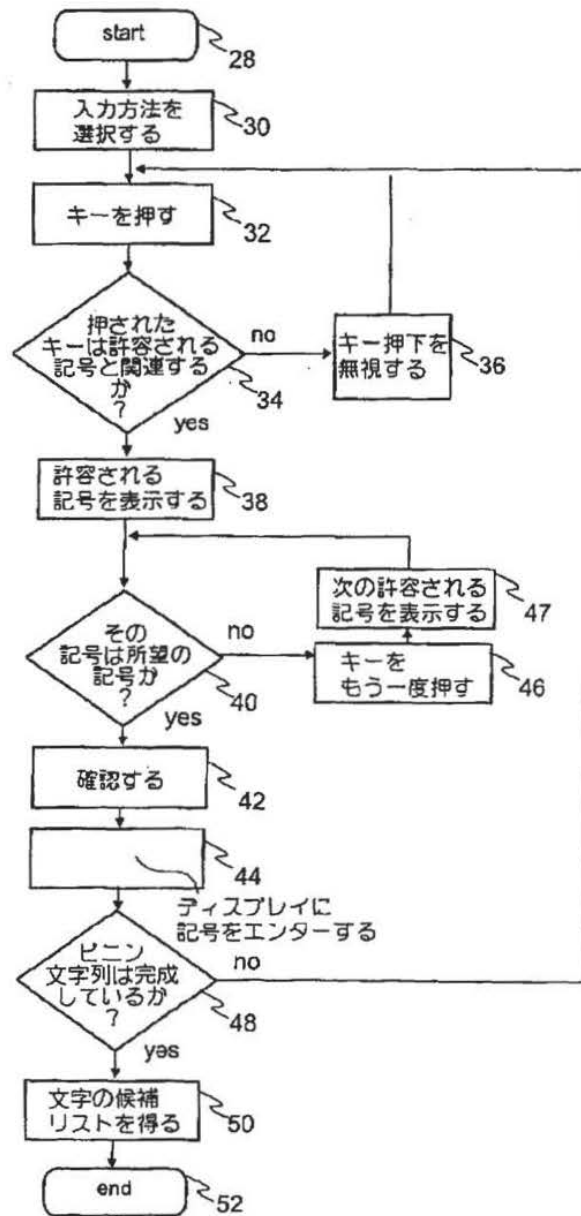 start
28
入力方法を
選択する
30
キーを押す
32
押された
キーは許容される
記号と関連する
か
?
34
no
キー押下を
無視する
36
yes
許容される
記号を表示する
38
次の許容される
記号を表示する
47
その
記号は所望の
記号か
?
40
no
キーを
もう一度押す
46
yes
確認する
42
44
ディスプレイに
記号をエンターする
ピニン
文字列は完成
しているか
?
48
no
yes
文字の候補
リストを得る
50
end
52